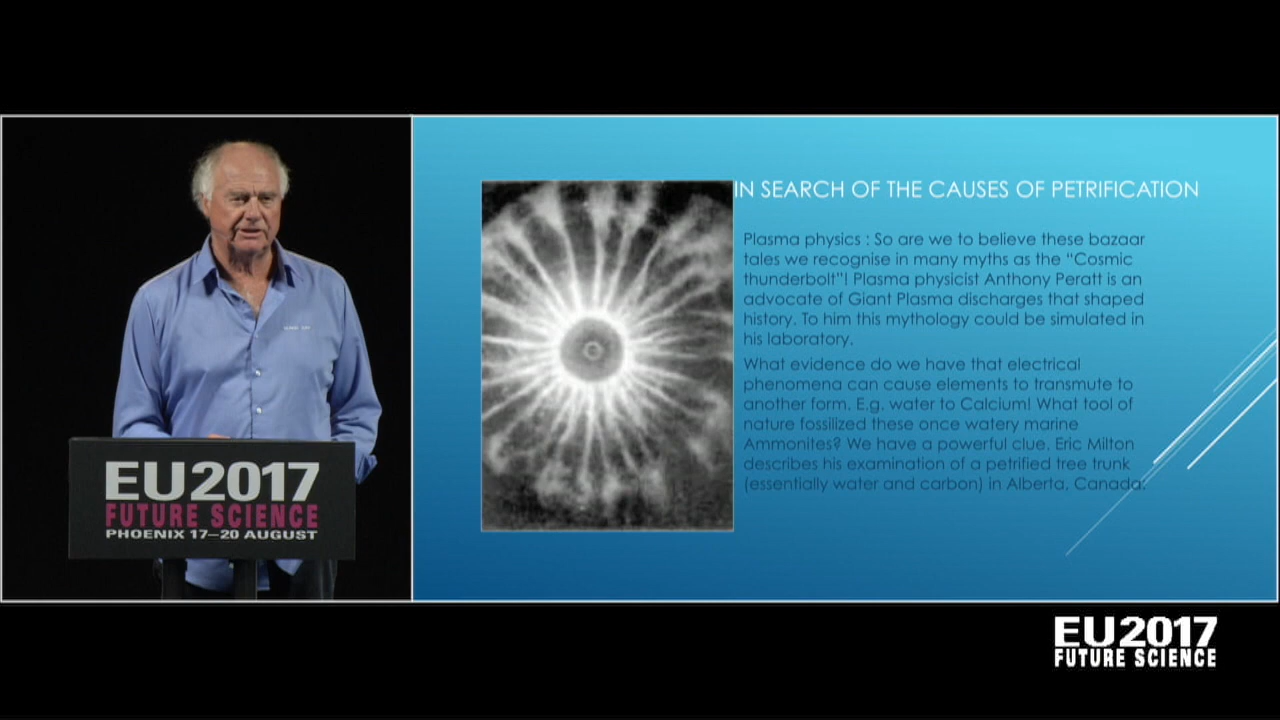 IN SEARCH OF THE CAUSES OF PETRIFICATION
Plasma physics : So are we to believe these bazaar
tales we recognise in many myths as the “Cosmic
thunderbolt”! Plasma physicist Anthony Peratt is an
advocate of Giant Plasma discharges that shaped
history. To him this mythology could be simulated in
his laboratory.
What evidence do we have that electrical
phenomena can cause elements to transmute to
another form. E.g. water to Calcium! What tool of
nature fossilized these once watery marine
Ammonites? We have a powerful clue. Eric Milton
describes his examination of a petrified tree trunk
(essentially water and carbon) in Alberta, Canada:
EU2017
FUTURE SCIENCE
PHOENIX 17–20 AUGUST
EU2017
FUTURE SCIENCE